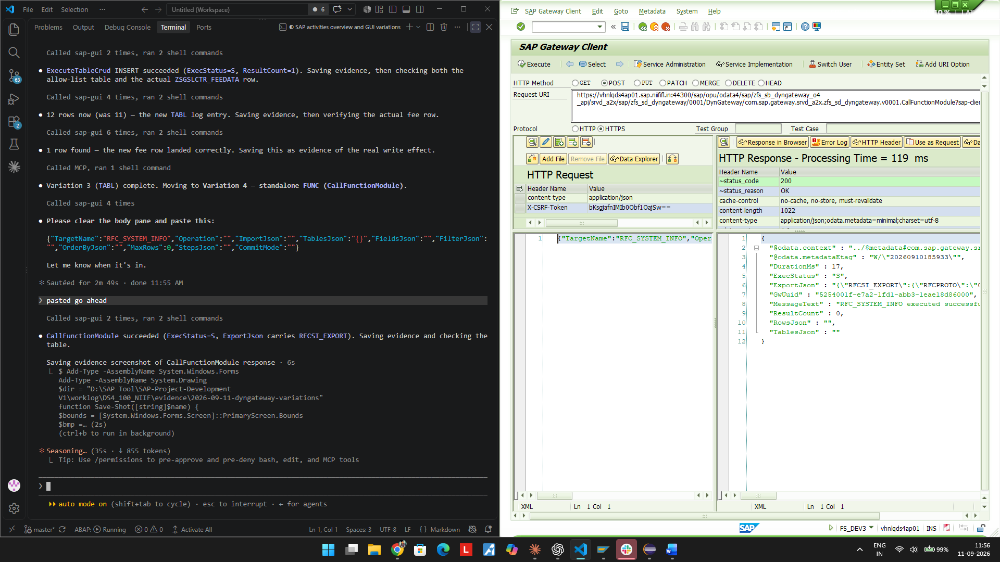 File Edit Selection ··· Untitled (Workspace) 6
Problems Output Debug Console Terminal Ports SAP activities overview and GUI variations
Called sap-gui 2 times, ran 2 shell commands
● ExecuteTableCrud INSERT succeeded (ExecStatus=S, ResultCount=1). Saving evidence, then checking both the
allow-list table and the actual ZSGSLCTR_FEEDATA row.
Called sap-gui 4 times, ran 2 shell commands
● 12 rows now (was 11) — the new TABL log entry. Saving evidence, then verifying the actual fee row.
Called sap-gui 6 times, ran 2 shell commands
● 1 row found — the new fee row landed correctly. Saving this as evidence of the real write effect.
Called MCP, ran 1 shell command
● Variation 3 (TABL) complete. Moving to Variation 4 — standalone FUNC (CallFunctionModule).
Called sap-gui 4 times
● Please clear the body pane and paste this:
{"TargetName":"RFC_SYSTEM_INFO","Operation":"","ImportJson":"","TablesJson":"{}","FieldsJson":"","FilterJson":
"","OrderByJson":"","MaxRows":0,"StepsJson":"","CommitMode":""}
Let me know when it's in.
✻ Sautéed for 2m 49s · done 11:55 AM
❯ pasted go ahead
Called sap-gui 2 times, ran 2 shell commands
● CallFunctionModule succeeded (ExecStatus=S, ExportJson carries RFCSI_EXPORT). Saving evidence and checking the
table.
Saving evidence screenshot of CallFunctionModule response · 6s
└ $ Add-Type -AssemblyName System.Windows.Forms
Add-Type -AssemblyName System.Drawing
$dir = "D:\SAP Tool\SAP-Project-Development
V1\worklog\DS4_100_NIIF\evidence\2026-09-11-dyngateway-variations"
function Save-Shot([string]$name) {
$bounds = [System.Windows.Forms.Screen]::PrimaryScreen.Bounds
$bmp =… (2s)
(ctrl+b to run in background)
✻ Seasoning… (35s · ↓ 855 tokens)
└ Tip: Use /permissions to pre-approve and pre-deny bash, edit, and MCP tools
❯
⏵⏵ auto mode on (shift+tab to cycle) · esc to interrupt · ← for agents
63
2
master* ABAP: Running 0 0 Activate All Ln 1, Col 1 Spaces: 3 UTF-8 LF {} Markdown
SAP Gateway Client Edit Goto Metadata System Help
SAP Gateway Client
Execute Select Service Administration Service Implementation Switch User Entity Set Add URI Option
HTTP Method GET POST PUT PATCH MERGE DELETE HEAD
Request URI https://vhnlqds4ap01.sap.niififl.in:44300/sap/opu/odata4/sap/zfs_sb_dyngateway_o4
_api/srvd_a2x/sap/zfs_sd_dyngateway/0001/DynGateway/com.sap.gateway.srvd_a2x.zfs_sd_dyngateway.v0001.CallFunctionModule?sap-clie
Protocol HTTP HTTPS Test Group Test Case
Add File Remove File Data Explorer
HTTP Request
Header Name Value
content-type application/json
X-CSRF-Token bKsgjafnIMIb0Obf1OajSw==
1 {"TargetName":"RFC_SYSTEM_INFO","Oper
XML Ln 1 Col 1
Response in Browser Error Log HTTP Header Use as Request Da
HTTP Response - Processing Time = 119 ms
Header Name Value
~status_code 200
~status_reason OK
cache-control no-cache, no-store, must-revalidate
content-length 1022
content-type application/json;odata.metadata=minimal;charset=utf-8
1 {
2 "@odata.context" : "../$metadata#com.sap.gateway.sr
3 "@odata.metadataEtag" : "W/\"20260910185933\"",
4 "DurationMs" : 17,
5 "ExecStatus" : "S",
6 "ExportJson" : "{\"RFCSI_EXPORT\":{\"RFCPROTO\":\"0
7 "GwUuid" : "5254001f-e7a2-1fd1-abb3-1eae18d86000",
8 "MessageText" : "RFC_SYSTEM_INFO executed successfu
9 "ResultCount" : 0,
10 "RowsJson" : "",
11 "TablesJson" : ""
12 }
XML Ln 1 Col 1
SAP FS_DEV3 vhnlqds4ap01 INS
ENG
IN
99%
11:56
11-09-2026